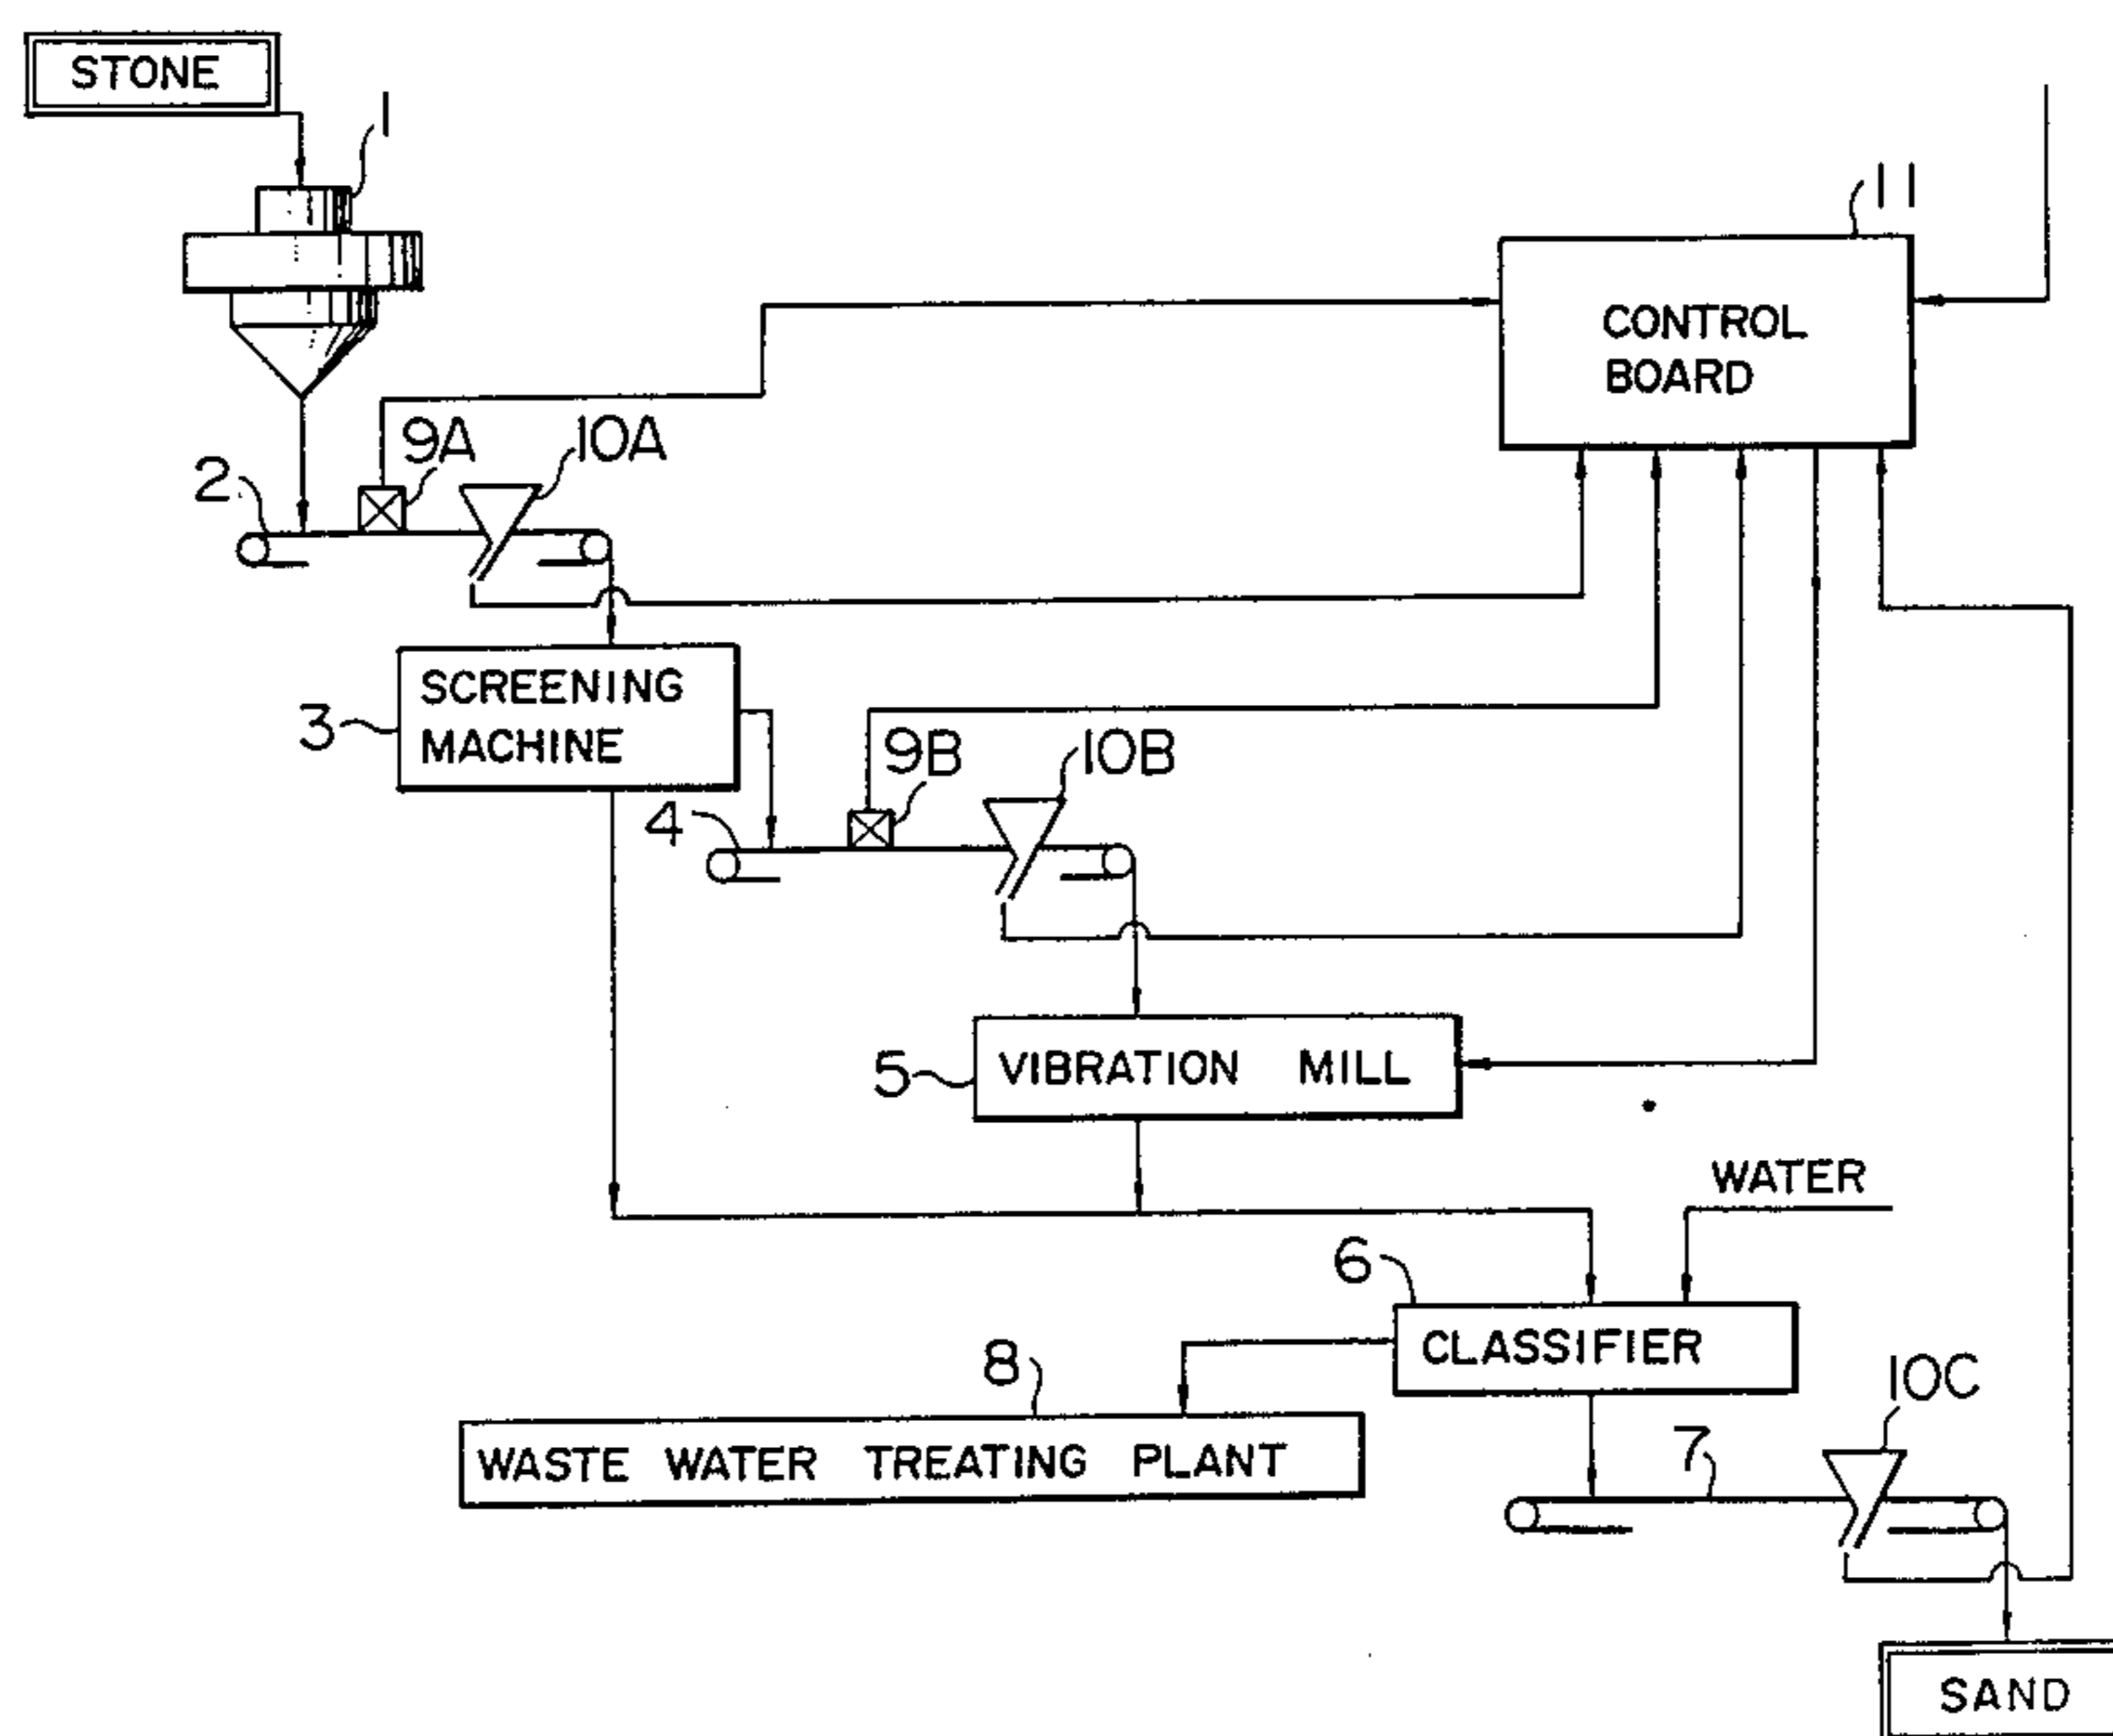 STONE
1
11
CONTROL
BOARD
9A
10A
2
SCREENING
MACHINE
3
9B
10B
4
VIBRATION MILL
5
WATER
6
CLASSIFIER
8
10C
WASTE WATER TREATING PLANT
7
SAND